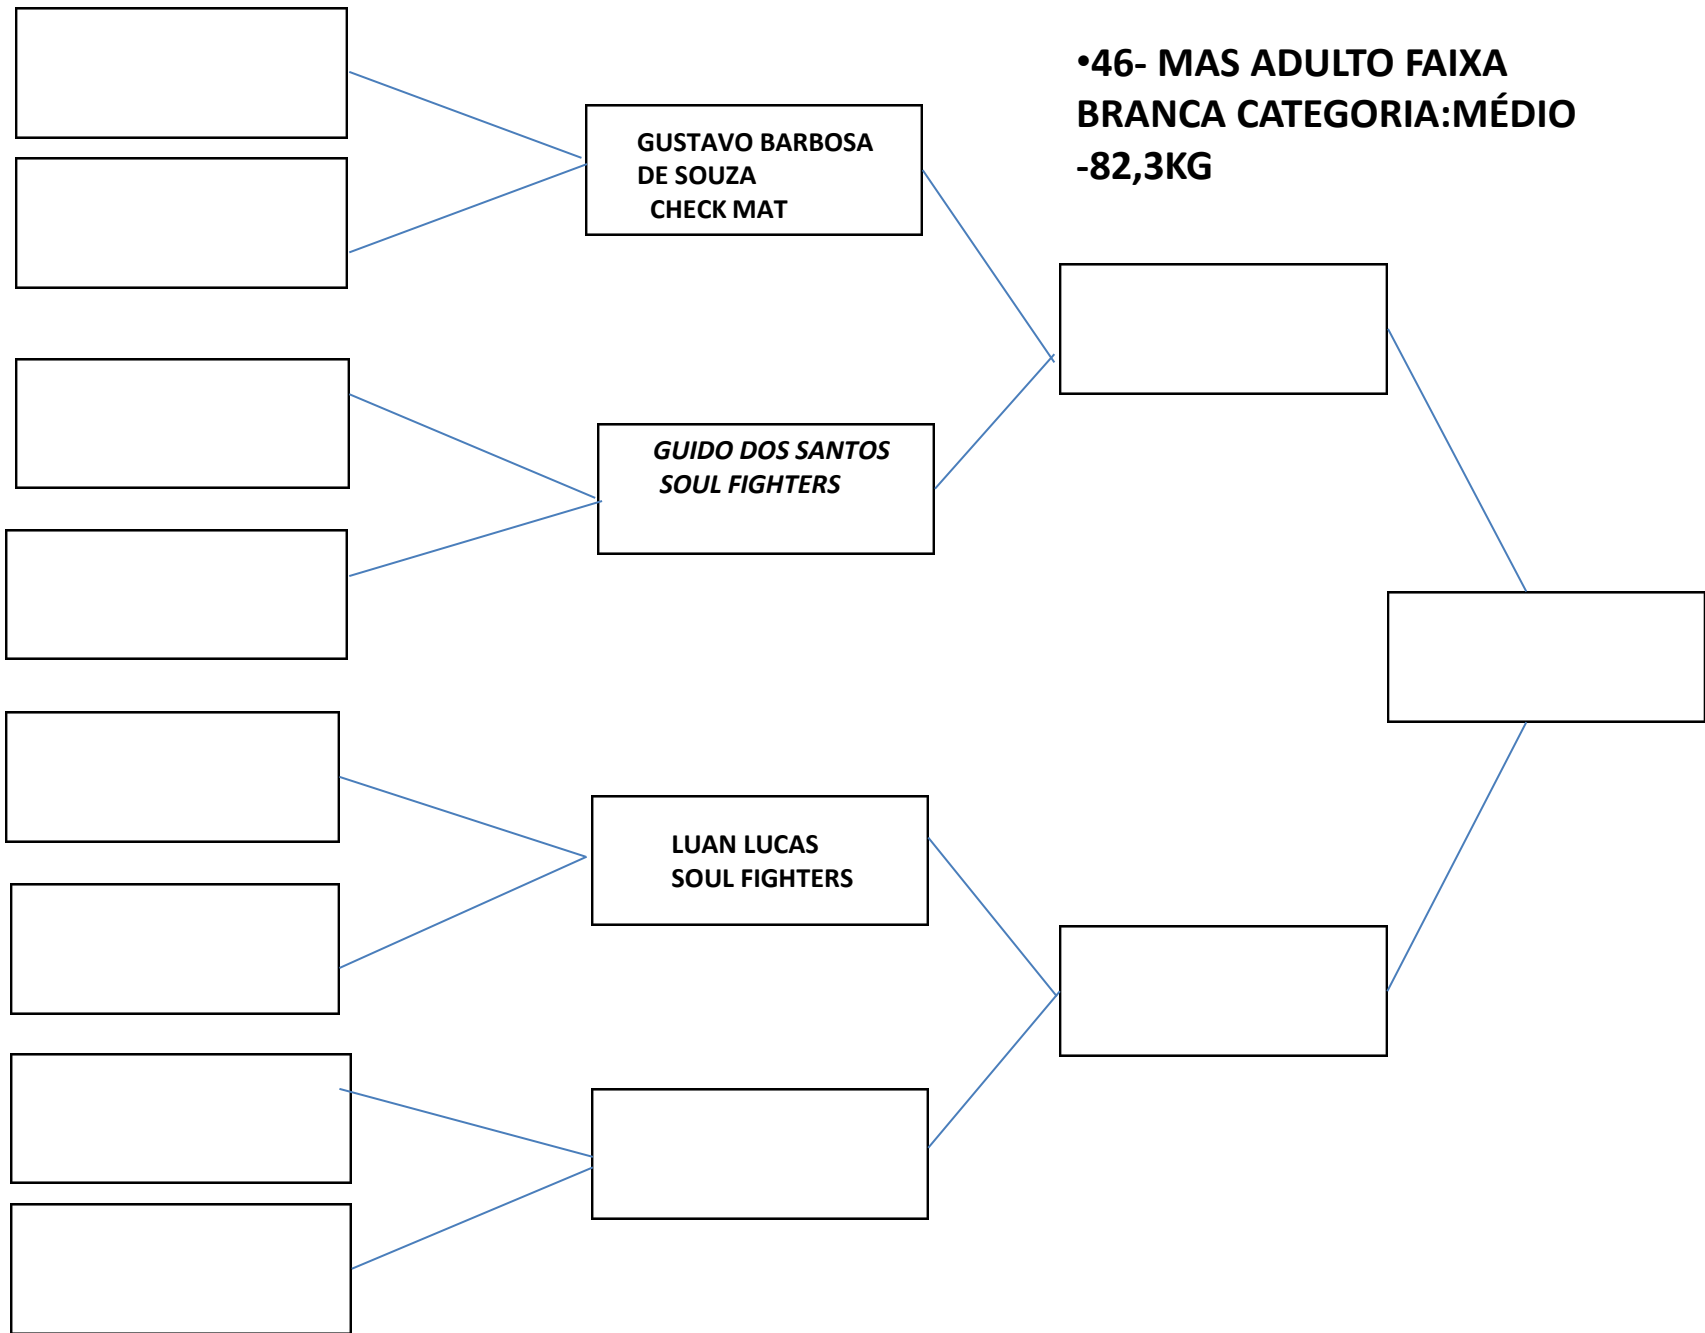 •46- MAS ADULTO FAIXA
BRANCA CATEGORIA:MÉDIO
-82,3KG
GUSTAVO BARBOSA
DE SOUZA
CHECK MAT
GUIDO DOS SANTOS
SOUL FIGHTERS
LUAN LUCAS
SOUL FIGHTERS